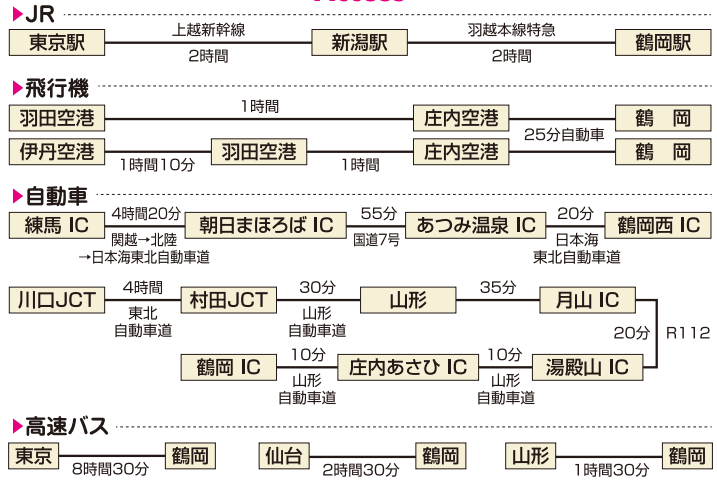 ▶JR
東京駅 上越新幹線 2時間 新潟駅 羽越本線特急 2時間 鶴岡駅
▶飛行機
羽田空港 1時間 庄内空港 25分自動車 鶴　岡
伊丹空港 1時間10分 羽田空港 1時間 庄内空港 鶴　岡
▶自動車
練馬 IC 4時間20分 朝日まほろば IC 55分 あつみ温泉 IC 20分 鶴岡西 IC
関越→北陸 国道7号 日本海
→日本海東北自動車道 東北自動車道
川口JCT 4時間 村田JCT 30分 山形 35分 月山 IC
東北 山形
自動車道 自動車道
20分 R112
鶴岡 IC 10分 庄内あさひ IC 10分 湯殿山 IC
山形 山形
自動車道 自動車道
▶高速バス
東京 8時間30分 鶴岡 仙台 2時間30分 鶴岡 山形 1時間30分 鶴岡